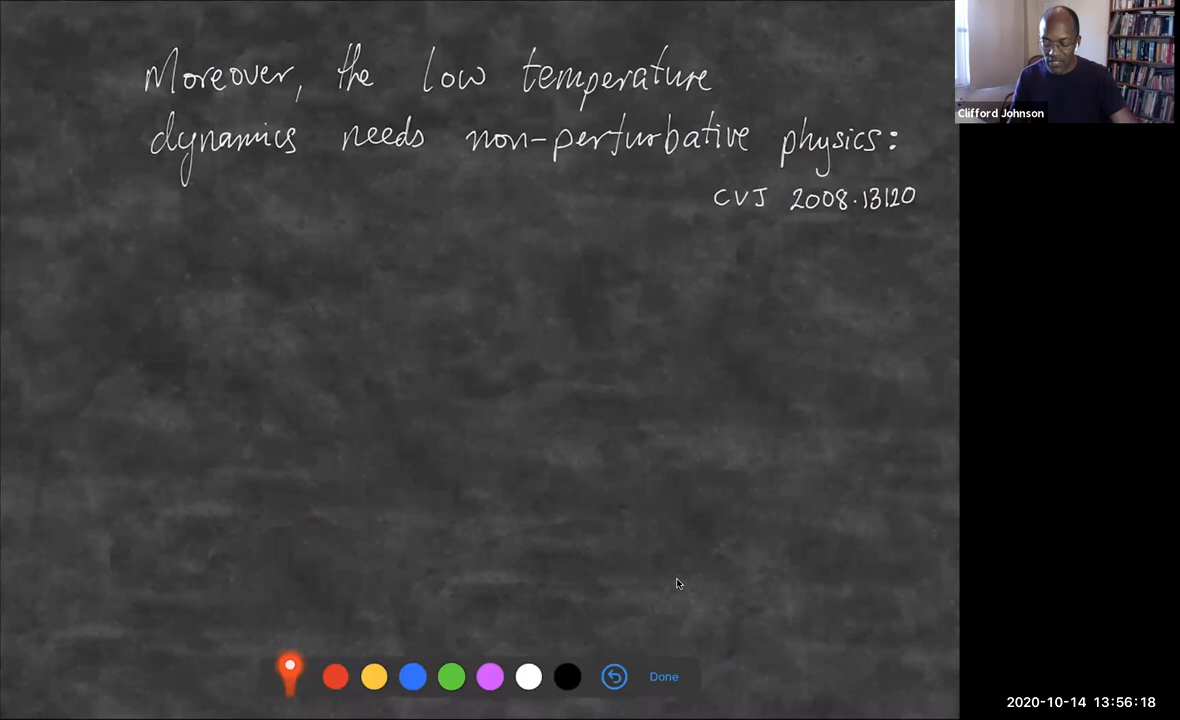 Moreover, the low temperature
dynamics needs non-perturbative physics:
CVJ 2008.13120
Clifford Johnson
Done
2020-10-14 13:56:18